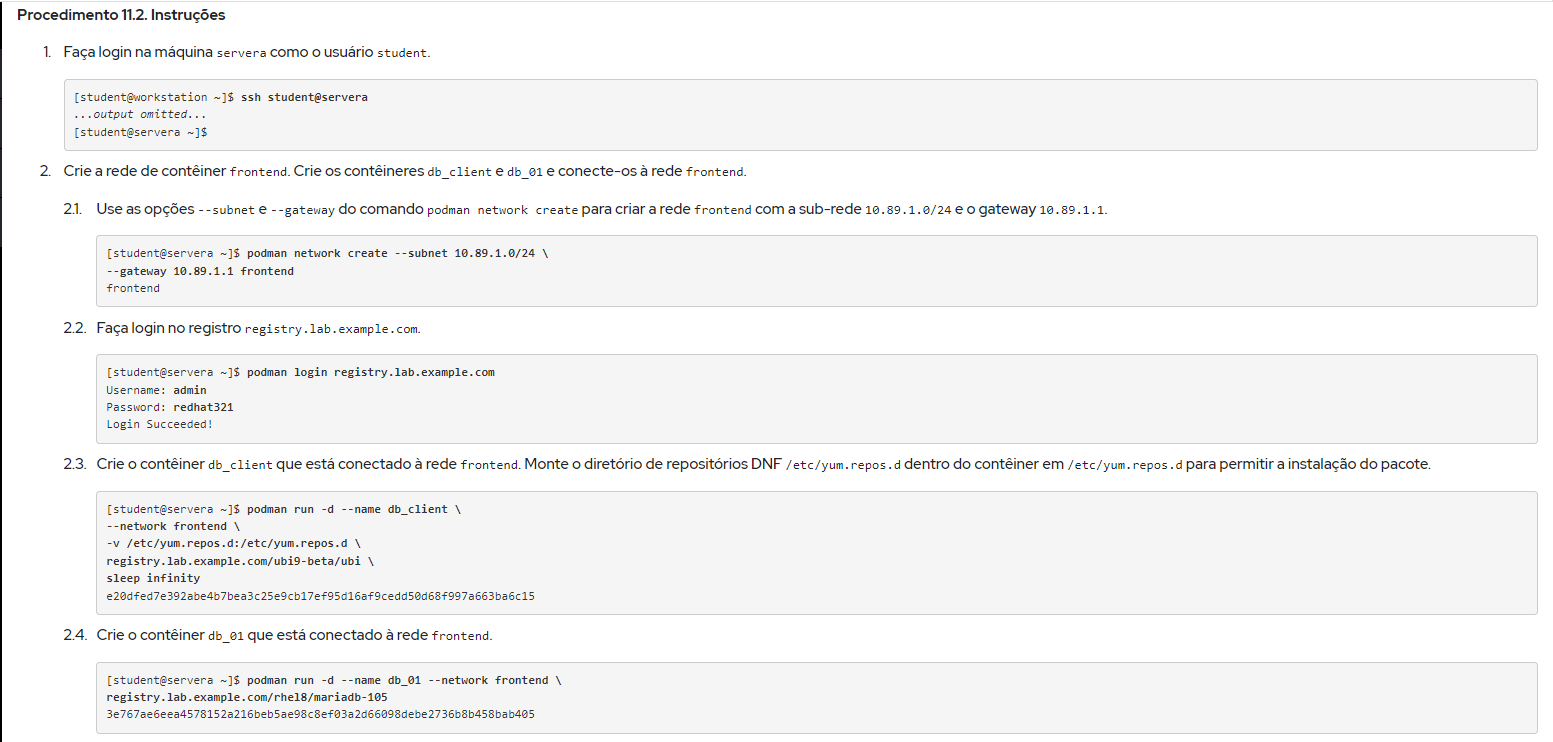 Procedimento 11.2. Instruções
1. Faça login na máquina servera como o usuário student.
[student@workstation ~]$ ssh student@servera
...output omitted...
[student@servera ~]$
2. Crie a rede de contêiner frontend. Crie os contêineres db_client e db_01 e conecte-os à rede frontend.
2.1. Use as opções --subnet e --gateway do comando podman network create para criar a rede frontend com a sub-rede 10.89.1.0/24 e o gateway 10.89.1.1.
[student@servera ~]$ podman network create --subnet 10.89.1.0/24 \
--gateway 10.89.1.1 frontend
frontend
2.2. Faça login no registro registry.lab.example.com.
[student@servera ~]$ podman login registry.lab.example.com
Username: admin
Password: redhat321
Login Succeeded!
2.3. Crie o contêiner db_client que está conectado à rede frontend. Monte o diretório de repositórios DNF /etc/yum.repos.d dentro do contêiner em /etc/yum.repos.d para permitir a instalação do pacote.
[student@servera ~]$ podman run -d --name db_client \
--network frontend \
-v /etc/yum.repos.d:/etc/yum.repos.d \
registry.lab.example.com/ubi9-beta/ubi \
sleep infinity
e20dfed7e392abe4b7bea3c25e9cb17ef95d16af9cedd50d68f997a663ba6c15
2.4. Crie o contêiner db_01 que está conectado à rede frontend.
[student@servera ~]$ podman run -d --name db_01 --network frontend \
registry.lab.example.com/rhel8/mariadb-105
3e767ae6eea4578152a216beb5ae98c8ef03a2d66098debe2736b8b458bab405